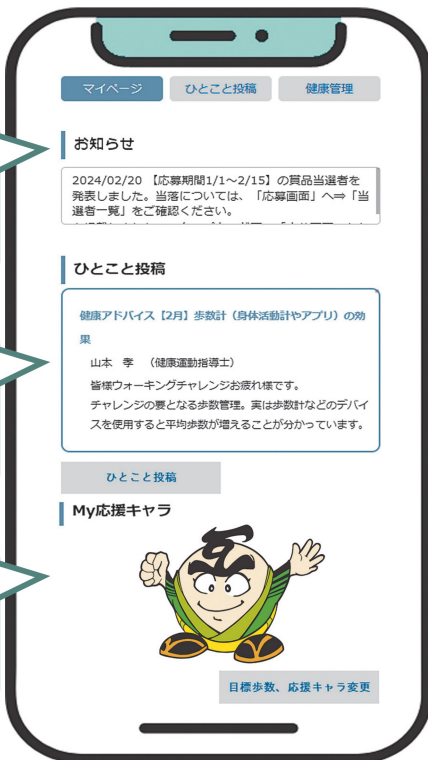 マイページ
ひとこと投稿
健康管理
お知らせ
2024/02/20 【応募期間1/1～2/15】の賞品当選者を
発表しました。当落については、「応募画面」へ⇒「当
選者一覧」をご確認ください。
ひとこと投稿
健康アドバイス【2月】歩数計（身体活動計やアプリ）の効
果
山本 孝 （健康運動指導士）
皆様ウォーキングチャレンジお疲れ様です。
チャレンジの要となる歩数管理。実は歩数計などのデバイ
スを使用すると平均歩数が増えることが分かっています。
ひとこと投稿
My応援キャラ
目標歩数、応援キャラ変更